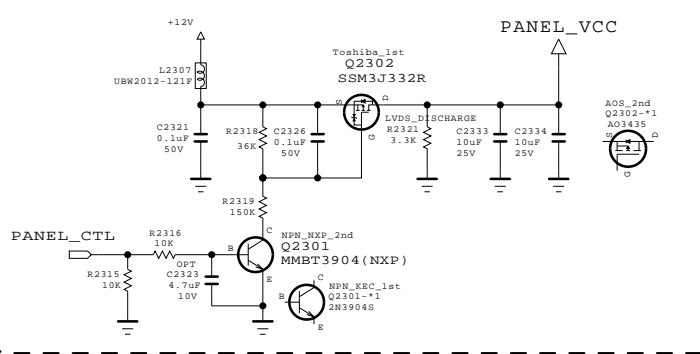 +12V
PANEL_VCC
L2307
UBW2012-121F
Toshiba_1st
Q2302
SSM3J332R
S
D
G
AOS_2nd
Q2302-*1
AO3435
S
D
G
C2321
0.1uF
50V
R2318
36K
C2326
0.1uF
50V
LVDS_DISCHARGE
R2321
3.3K
C2333
10uF
25V
C2334
10uF
25V
R2319
150K
PANEL_CTL
R2316
10K
R2315
10K
OPT
C2323
4.7uF
10V
NPN_NXP_2nd
Q2301
MMBT3904(NXP)
C
B
E
NPN_KEC_1st
Q2301-*1
2N3904S
C
B
E